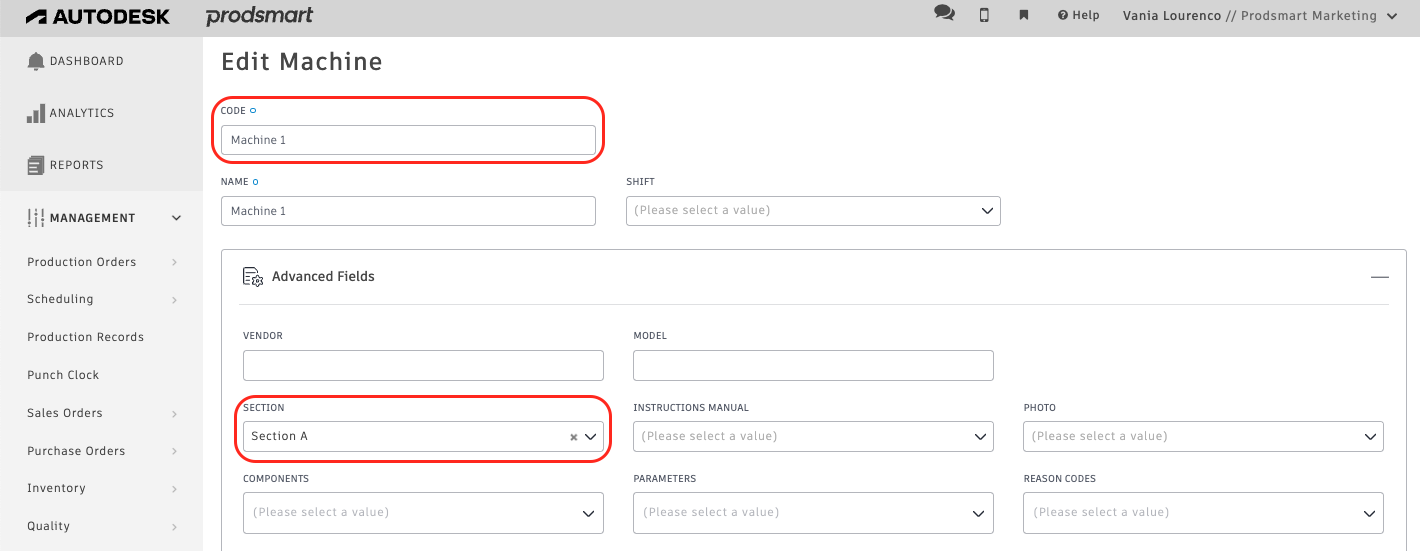 AUTODESK prodsmart
Help
Vania Lourenco // Prodsmart Marketing
DASHBOARD
ANALYTICS
REPORTS
MANAGEMENT
Production Orders
Scheduling
Production Records
Punch Clock
Sales Orders
Purchase Orders
Inventory
Quality
Edit Machine
CODE
Machine 1
NAME
Machine 1
SHIFT
(Please select a value)
Advanced Fields
VENDOR
MODEL
SECTION
Section A
INSTRUCTIONS MANUAL
(Please select a value)
PHOTO
(Please select a value)
COMPONENTS
(Please select a value)
PARAMETERS
(Please select a value)
REASON CODES
(Please select a value)